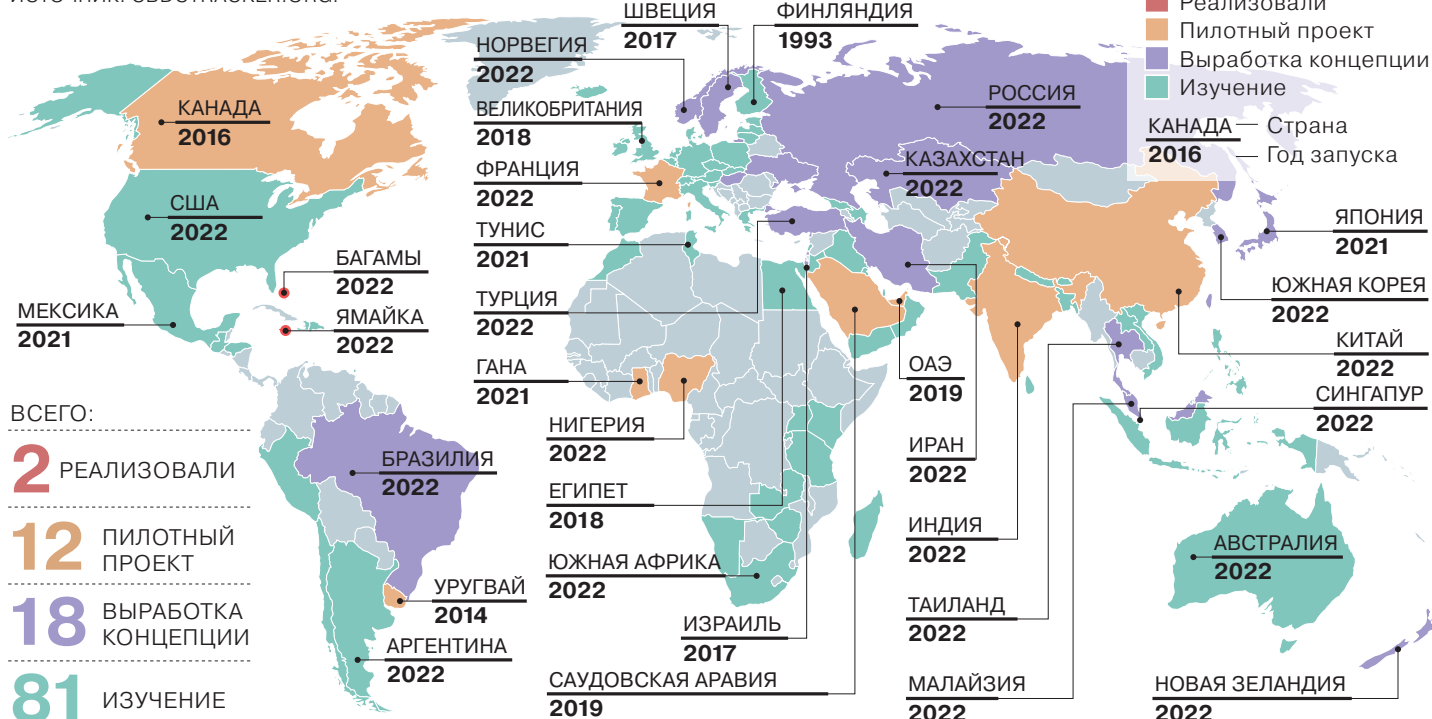 ИСТОЧНИК: CBDCTRACKER.ORG.
Реализовали
Пилотный проект
Выработка концепции
Изучение
КАНАДА — Страна
2016 — Год запуска
ШВЕЦИЯ
2017
ФИНЛЯНДИЯ
1993
НОРВЕГИЯ
2022
ВЕЛИКОБРИТАНИЯ
2018
ФРАНЦИЯ
2022
ТУНИС
2021
ТУРЦИЯ
2022
ГАНА
2021
НИГЕРИЯ
2022
ЕГИПЕТ
2018
ЮЖНАЯ АФРИКА
2022
ИЗРАИЛЬ
2017
САУДОВСКАЯ АРАВИЯ
2019
КАНАДА
2016
США
2022
БАГАМЫ
2022
МЕКСИКА
2021
ЯМАЙКА
2022
БРАЗИЛИЯ
2022
УРУГВАЙ
2014
АРГЕНТИНА
2022
РОССИЯ
2022
КАЗАХСТАН
2022
ЯПОНИЯ
2021
ЮЖНАЯ КОРЕЯ
2022
КИТАЙ
2022
СИНГАПУР
2022
ОАЭ
2019
ИРАН
2022
ИНДИЯ
2022
ТАИЛАНД
2022
МАЛАЙЗИЯ
2022
АВСТРАЛИЯ
2022
НОВАЯ ЗЕЛАНДИЯ
2022
ВСЕГО:
2 РЕАЛИЗОВАЛИ
12 ПИЛОТНЫЙ
ПРОЕКТ
18 ВЫРАБОТКА
КОНЦЕПЦИИ
81 ИЗУЧЕНИЕ